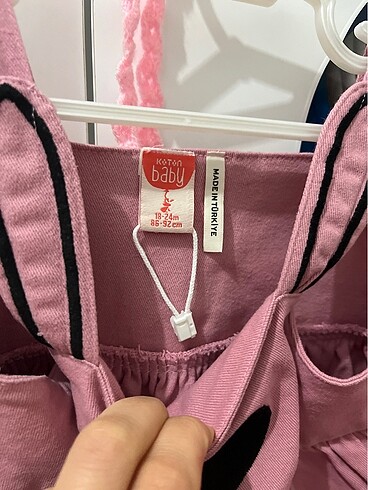 KOTON
baby
18-24m
86-92cm
MADE IN TÜRKİYE